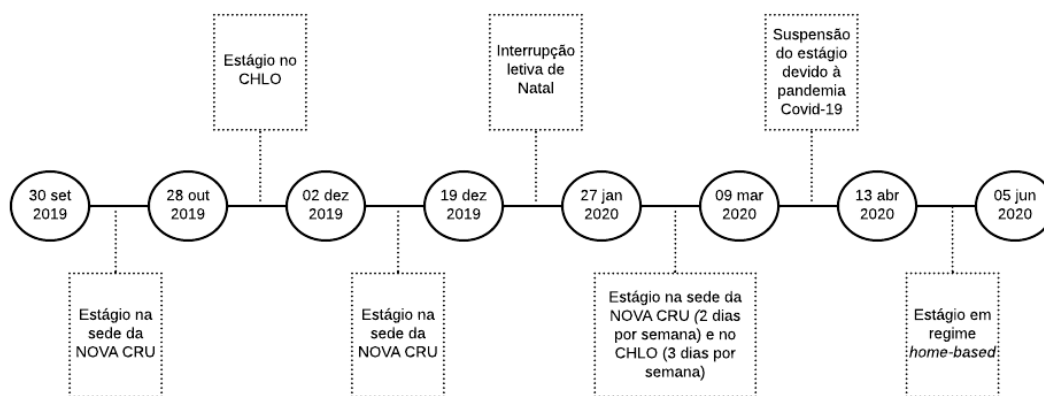 Estágio no
CHLO
Interrupção
letiva de
Natal
Suspensão
do estágio
devido à
pandemia
Covid-19
30 set
2019
28 out
2019
02 dez
2019
19 dez
2019
27 jan
2020
09 mar
2020
13 abr
2020
05 jun
2020
Estágio na
sede da
NOVA CRU
Estágio na
sede da
NOVA CRU
Estágio na sede da
NOVA CRU (2 dias
por semana) e no
CHLO (3 dias por
semana)
Estágio em
regime
home-based